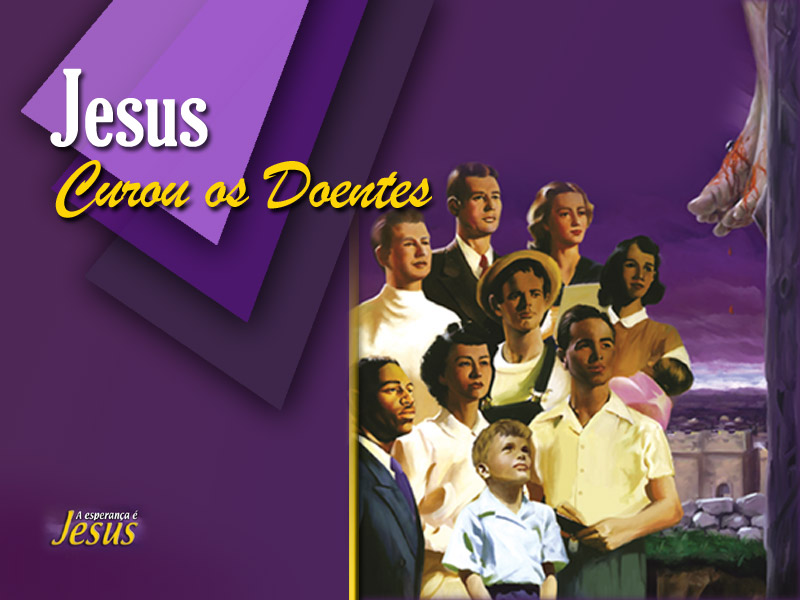 Jesus
Curou os Doentes
A esperança é
Jesus